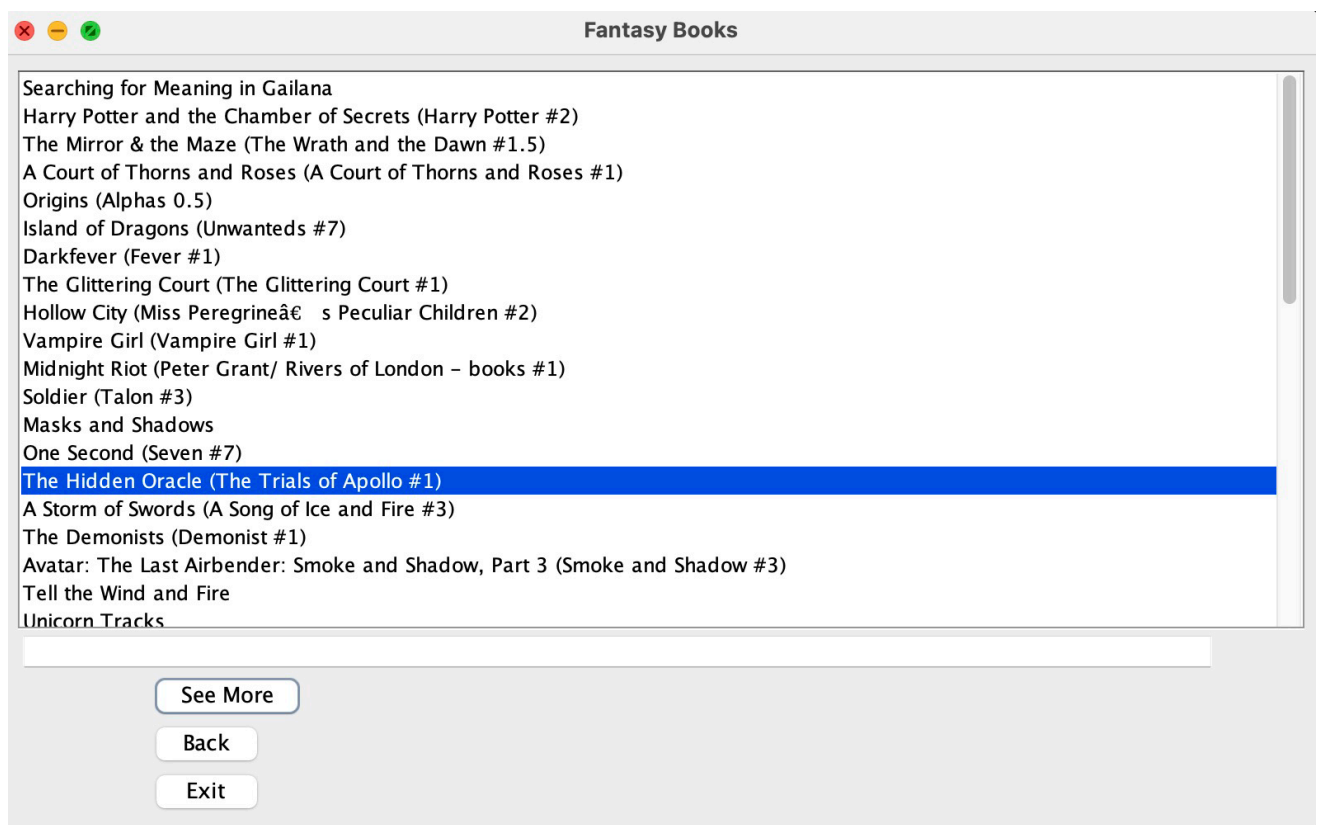 Fantasy Books
Searching for Meaning in Gailana
Harry Potter and the Chamber of Secrets (Harry Potter #2)
The Mirror & the Maze (The Wrath and the Dawn #1.5)
A Court of Thorns and Roses (A Court of Thorns and Roses #1)
Origins (Alphas 0.5)
Island of Dragons (Unwanteds #7)
Darkfever (Fever #1)
The Glittering Court (The Glittering Court #1)
Hollow City (Miss Peregrineâ€  s Peculiar Children #2)
Vampire Girl (Vampire Girl #1)
Midnight Riot (Peter Grant/ Rivers of London – books #1)
Soldier (Talon #3)
Masks and Shadows
One Second (Seven #7)
The Hidden Oracle (The Trials of Apollo #1)
A Storm of Swords (A Song of Ice and Fire #3)
The Demonists (Demonist #1)
Avatar: The Last Airbender: Smoke and Shadow, Part 3 (Smoke and Shadow #3)
Tell the Wind and Fire
Unicorn Tracks
See More
Back
Exit